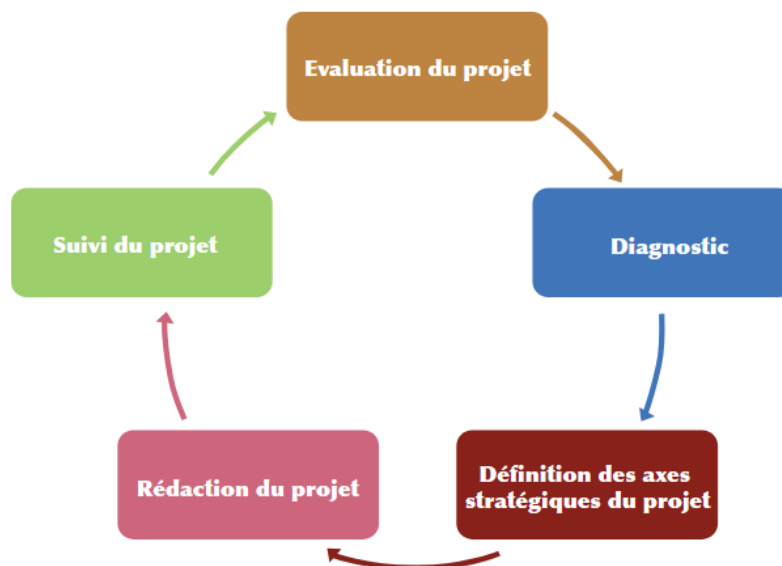 Evaluation du projet
Diagnostic
Définition des axes
stratégiques du projet
Rédaction du projet
Suivi du projet